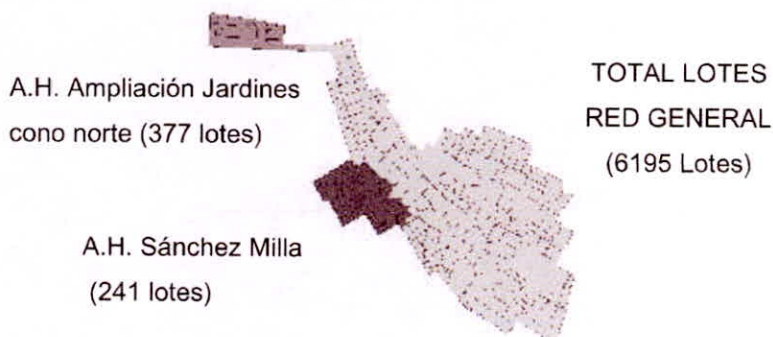 A.H. Ampliación Jardines
cono norte (377 lotes)
TOTAL LOTES
RED GENERAL
(6195 Lotes)
A.H. Sánchez Milla
(241 lotes)